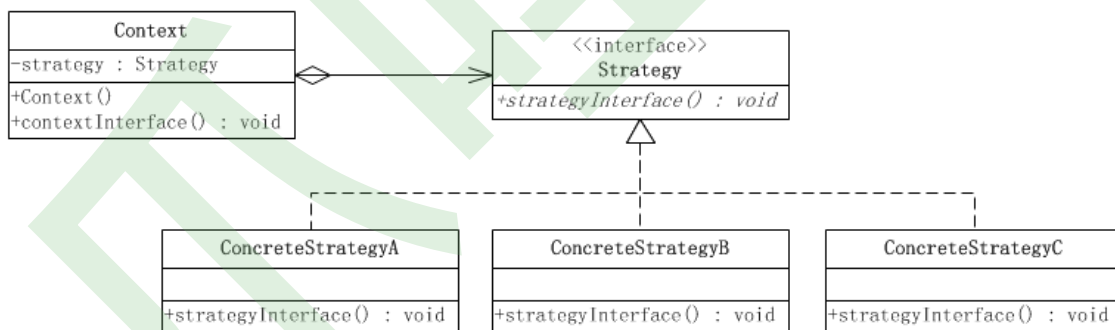 Context
-strategy : Strategy
+Context()
+contextInterface() : void
<<interface>>
Strategy
+strategyInterface() : void
ConcreteStrategyA
+strategyInterface() : void
ConcreteStrategyB
+strategyInterface() : void
ConcreteStrategyC
+strategyInterface() : void